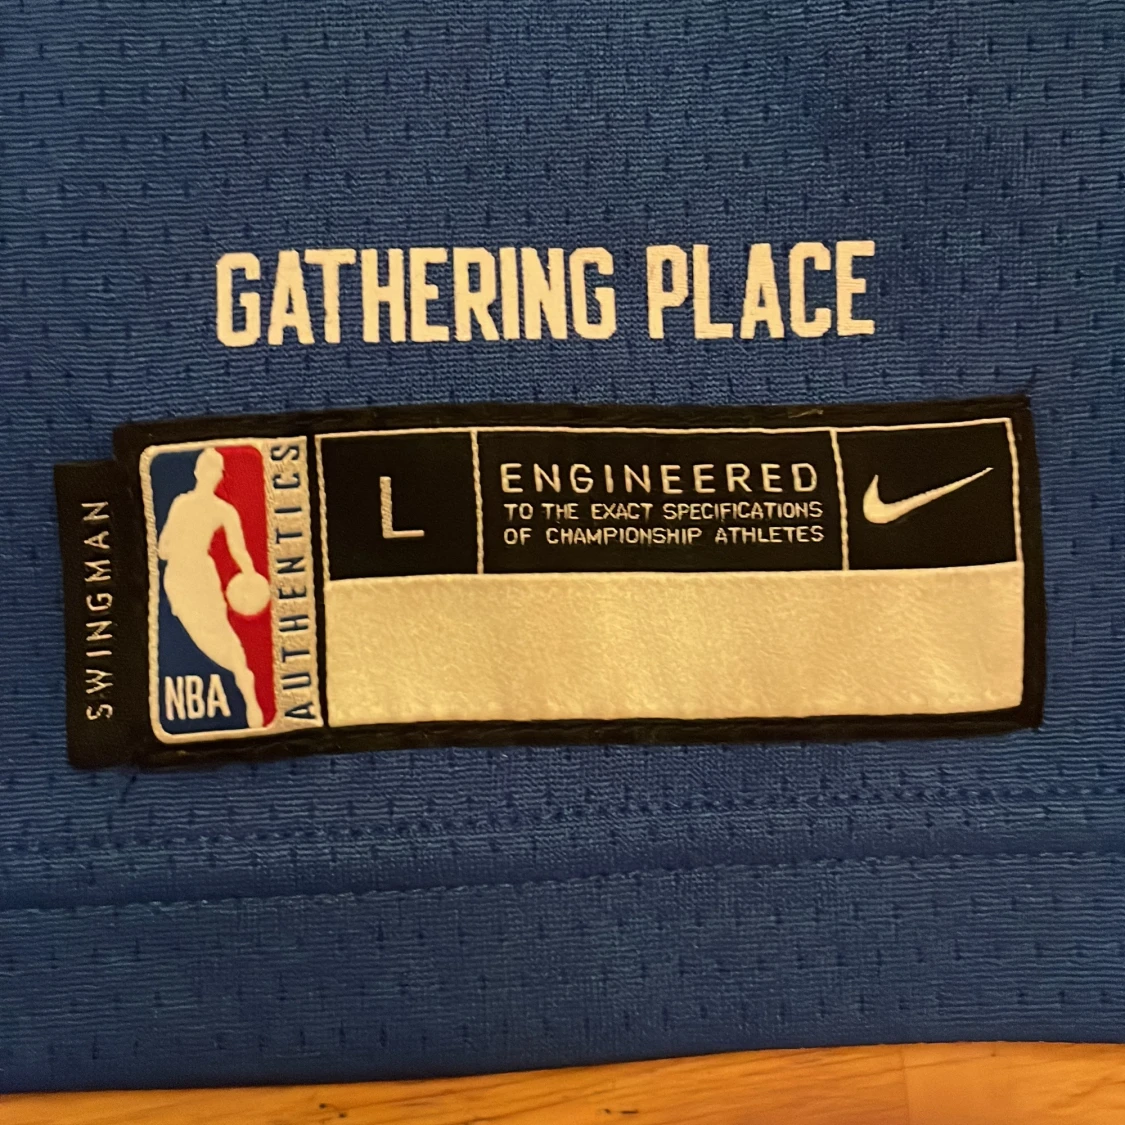 GATHERING PLACE
SWINGMAN
NBA
AUTHENTICS
L
ENGINEERED
TO THE EXACT SPECIFICATIONS
OF CHAMPIONSHIP ATHLETES